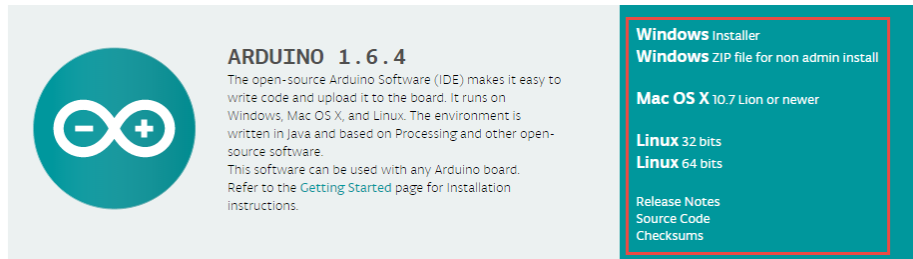 ARDUINO 1.6.4
The open-source Arduino Software (IDE) makes it easy to
write code and upload it to the board. It runs on
Windows, Mac OS X, and Linux. The environment is
written in Java and based on Processing and other open-
source software.
This software can be used with any Arduino board.
Refer to the Getting Started page for Installation
instructions.
Windows Installer
Windows ZIP file for non admin install
Mac OS X 10.7 Lion or newer
Linux 32 bits
Linux 64 bits
Release Notes
Source Code
Checksums